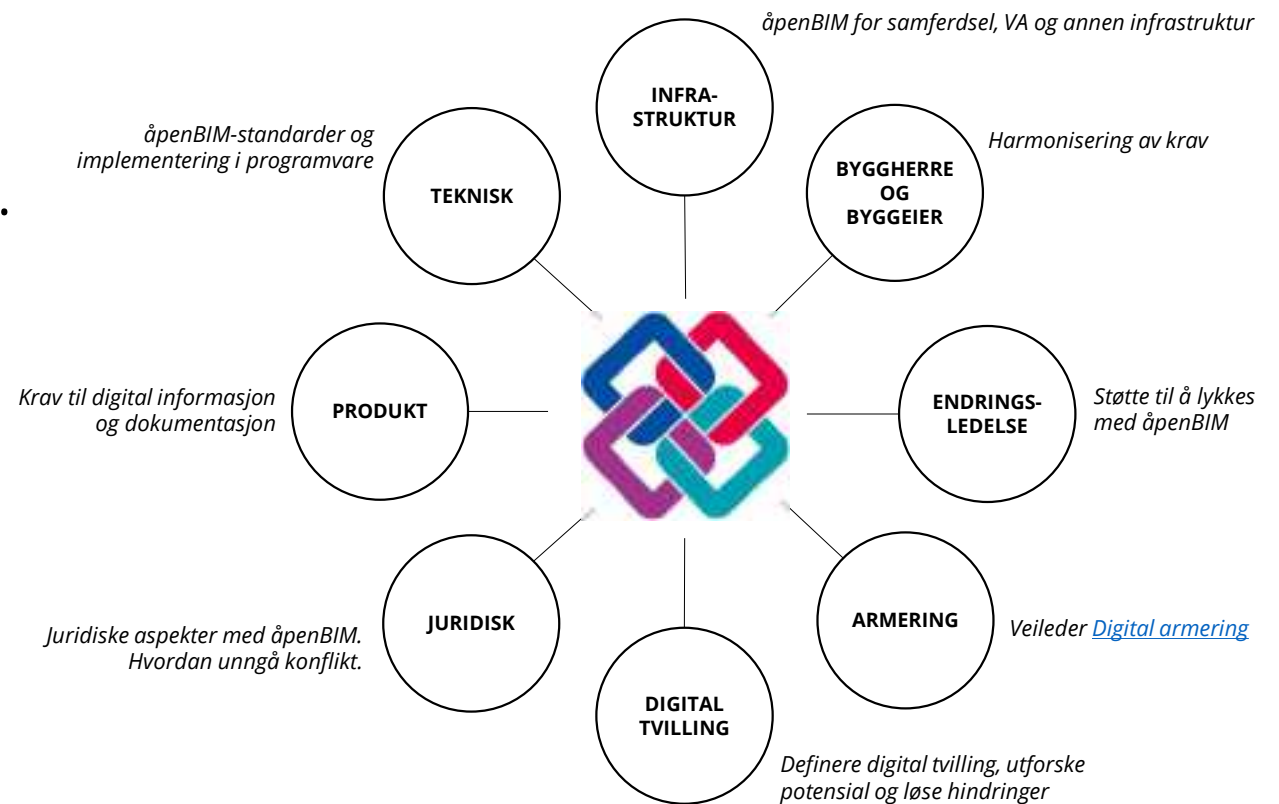 åpenBIM for samferdsel, VA og annen infrastruktur
INFRA-
STRUKTUR
åpenBIM-standarder og
implementering i programvare
TEKNISK
Harmonisering av krav
BYGGHERRE
OG
BYGGEIER
.
Krav til digital informasjon
og dokumentasjon
PRODUKT
ENDRINGS-
LEDELSE
Støtte til å lykkes
med åpenBIM
Juridiske aspekter med åpenBIM.
Hvordan unngå konflikt.
JURIDISK
ARMERING
Veileder Digital armering
DIGITAL
TVILLING
Definere digital tvilling, utforske
potensial og løse hindringer